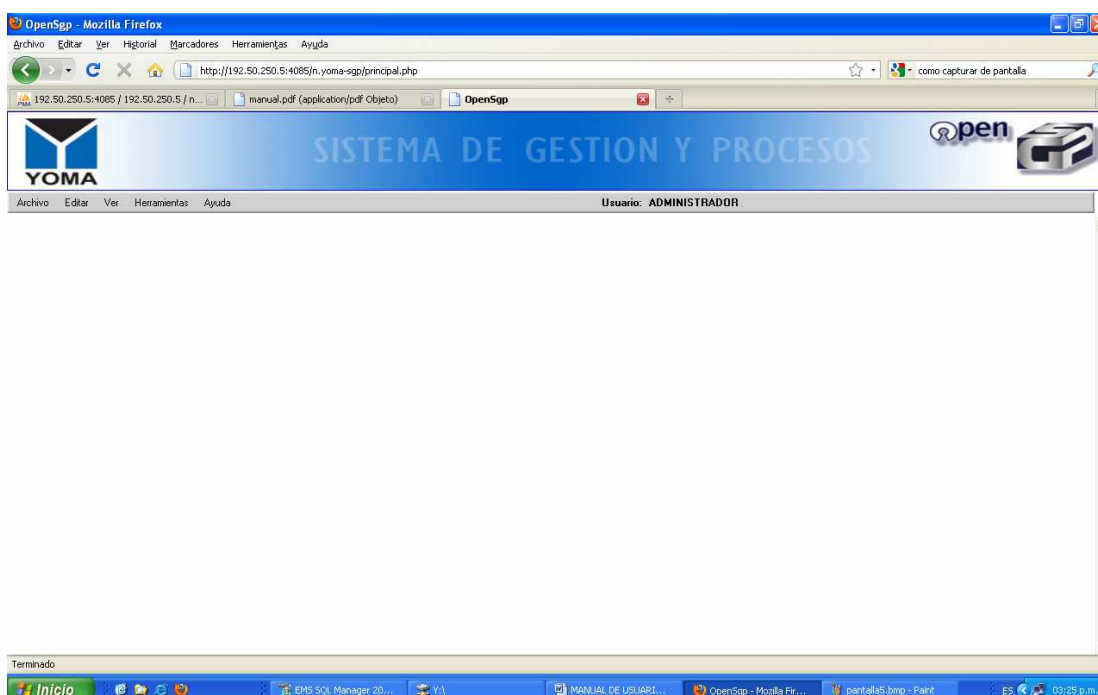 OpenSgp - Mozilla Firefox
Archivo Editar Ver Historial Marcadores Herramientas Ayuda
http://192.50.250.5:4085/n.yoma-sgp/principal.php
como capturar de pantalla
192.50.250.5:4085 / 192.50.250.5 / n...
manual.pdf (application/pdf Objeto)
OpenSgp
YOMA
SISTEMA DE GESTION Y PROCESOS
open
Archivo Editar Ver Herramientas Ayuda
Usuario: ADMINISTRADOR
Terminado
Inicio
EMS SQL Manager 20...
Y:\
MANUAL DE USUARI...
OpenSgp - Mozilla Fir...
pantalla5.bmp - Paint
ES
03:25 p.m.